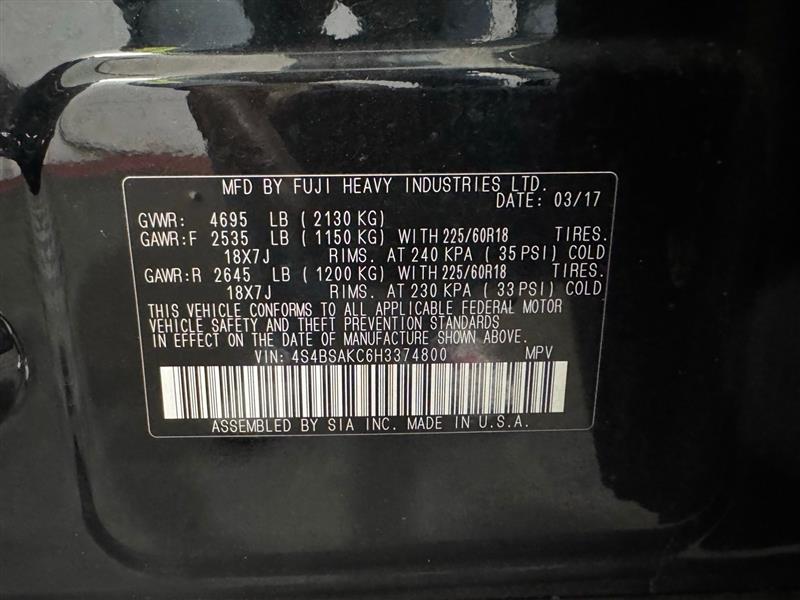 MFD BY FUJI HEAVY INDUSTRIES LTD.
DATE: 03/17
GVWR: 4695 LB ( 2130 KG)
GAWR:F 2535 LB ( 1150 KG) WITH 225/60R18 TIRES.
18X7J RIMS. AT 240 KPA ( 35 PSI) COLD
GAWR:R 2645 LB ( 1200 KG) WITH 225/60R18 TIRES.
18X7J RIMS. AT 230 KPA ( 33 PSI) COLD
THIS VEHICLE CONFORMS TO ALL APPLICABLE FEDERAL MOTOR
VEHICLE SAFETY AND THEFT PREVENTION STANDARDS
IN EFFECT ON THE DATE OF MANUFACTURE SHOWN ABOVE.
VIN: 4S4BSAKC6H3374800 MPV
ASSEMBLED BY SIA INC. MADE IN U.S.A.